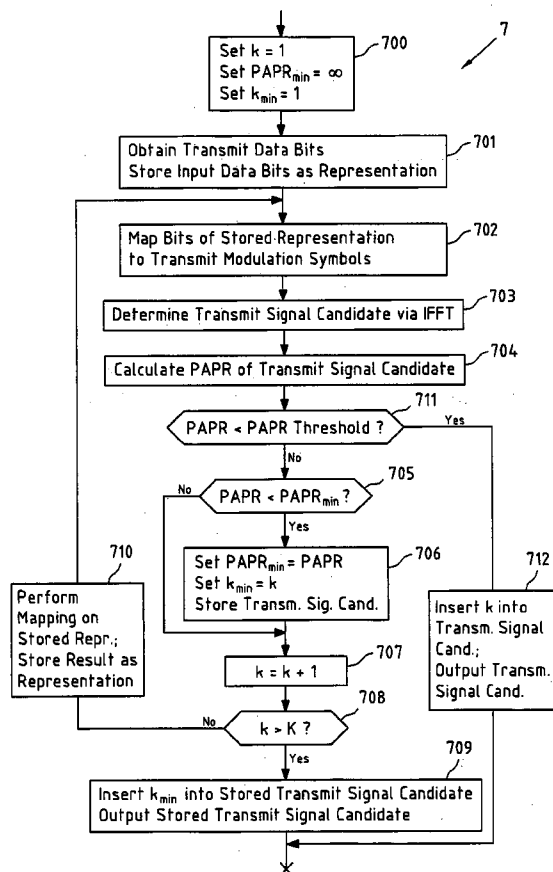 7
700
Set k = 1
Set PAPRmin = ∞
Set kmin = 1
701
Obtain Transmit Data Bits
Store Input Data Bits as Representation
702
Map Bits of Stored Representation
to Transmit Modulation Symbols
703
Determine Transmit Signal Candidate via IFFT
704
Calculate PAPR of Transmit Signal Candidate
711
PAPR < PAPR Threshold ?
Yes
No
705
No
PAPR < PAPRmin ?
Yes
706
Set PAPRmin = PAPR
Set kmin = k
Store Transm. Sig. Cand.
710
Perform
Mapping on
Stored Repr.;
Store Result as
Representation
712
Insert k into
Transm. Signal
Cand.;
Output Transm.
Signal Cand.
707
k = k + 1
708
No
k > K ?
Yes
709
Insert kmin into Stored Transmit Signal Candidate
Output Stored Transmit Signal Candidate